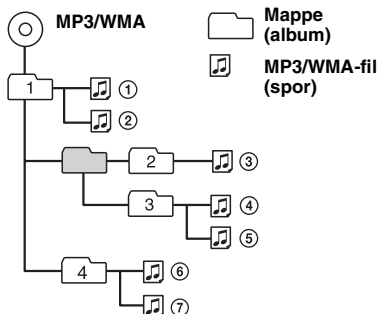 MP3/WMA
Mappe
(album)
MP3/WMA-fil
(spor)
1
①
②
2
③
3
④
⑤
4
⑥
⑦